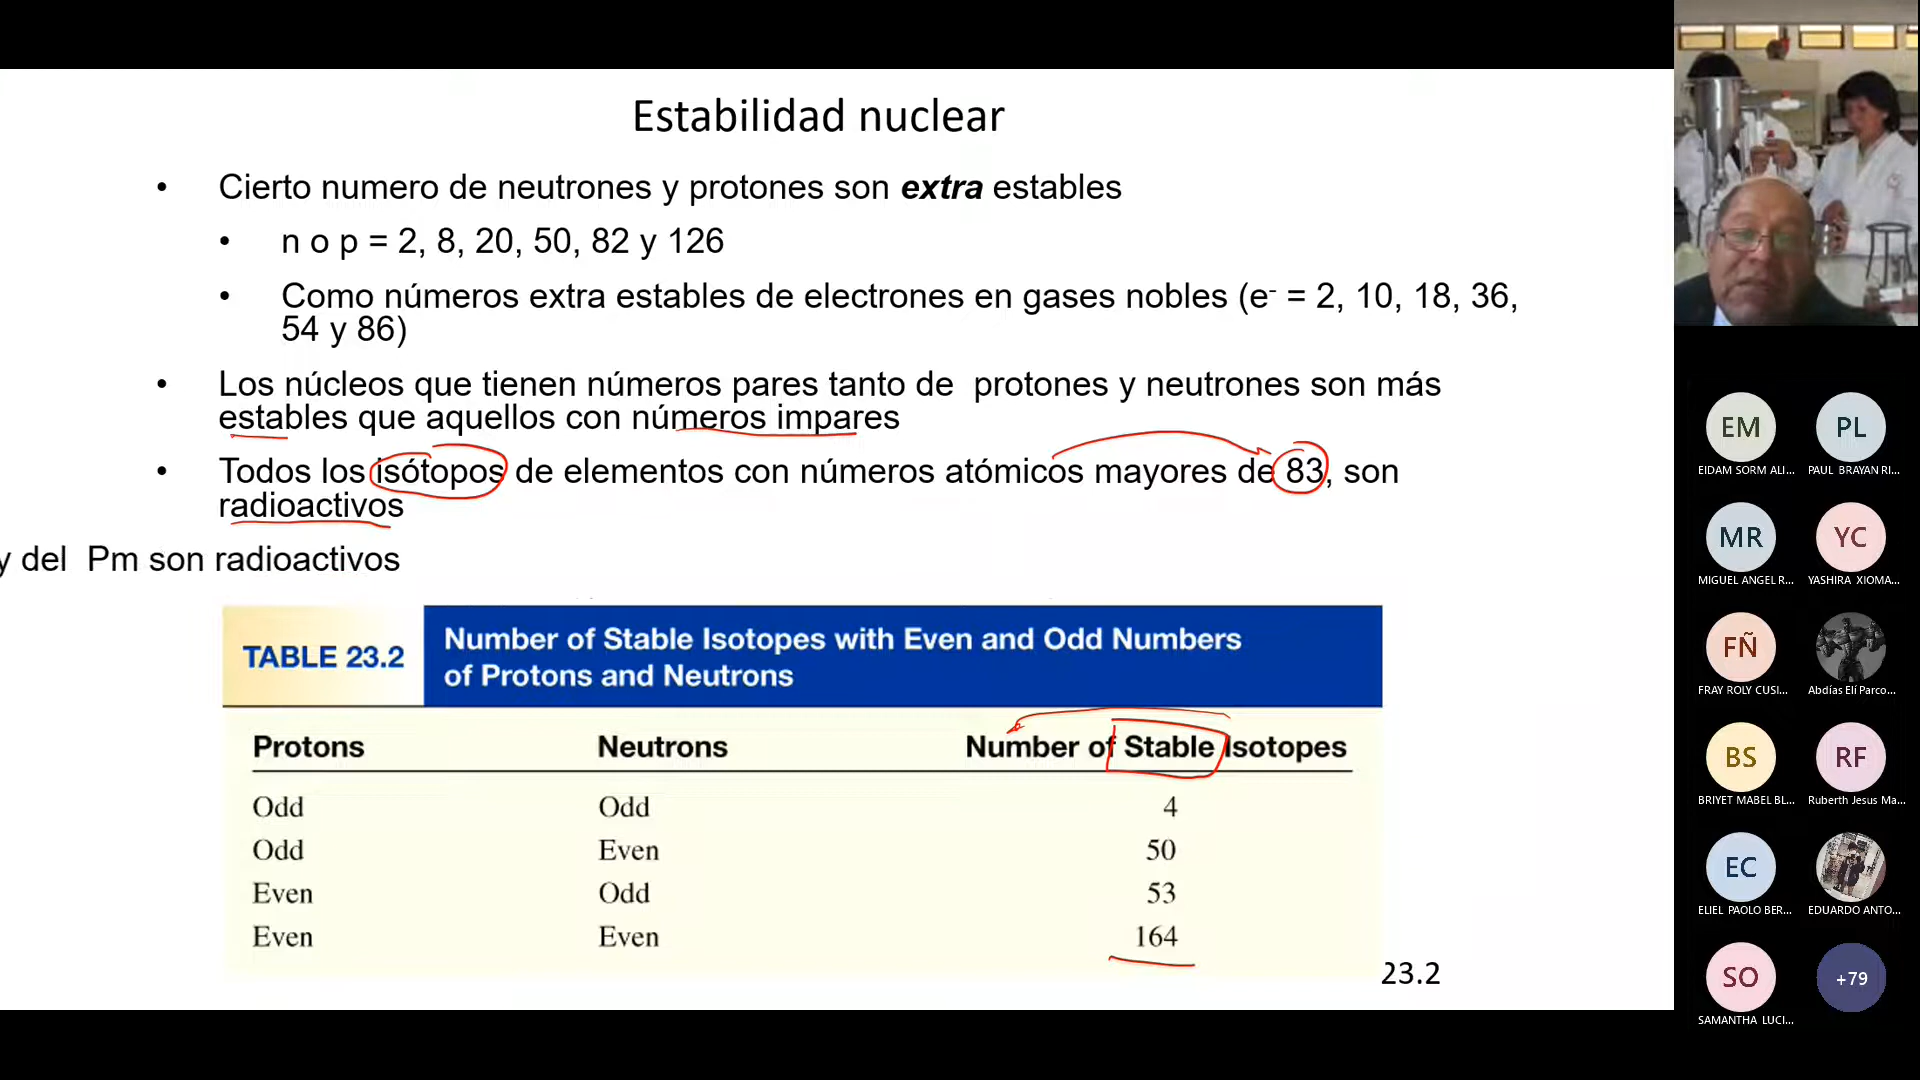 Estabilidad nuclear
• Cierto numero de neutrones y protones son extra estables
• n o p = 2, 8, 20, 50, 82 y 126
• Como números extra estables de electrones en gases nobles (e- = 2, 10, 18, 36,
54 y 86)
• Los núcleos que tienen números pares tanto de protones y neutrones son más
estables que aquellos con números impares
• Todos los isótopos de elementos con números atómicos mayores de 83, son
radioactivos
y del Pm son radioactivos
TABLE 23.2
Number of Stable Isotopes with Even and Odd Numbers
of Protons and Neutrons
Protons Neutrons Number of Stable Isotopes
Odd Odd 4
Odd Even 50
Even Odd 53
Even Even 164
23.2
EM PL
EIDAM SORM ALI... PAUL BRAYAN RI...
MR YC
MIGUEL ANGEL R... YASHIRA XIOMA...
FÑ
FRAY ROLY CUSI... Abdías Elí Parco...
BS RF
BRIYET MABEL BL... Ruberth Jesus Ma...
EC
ELIEL PAOLO BER... EDUARDO ANTO...
SO +79
SAMANTHA LUCI...